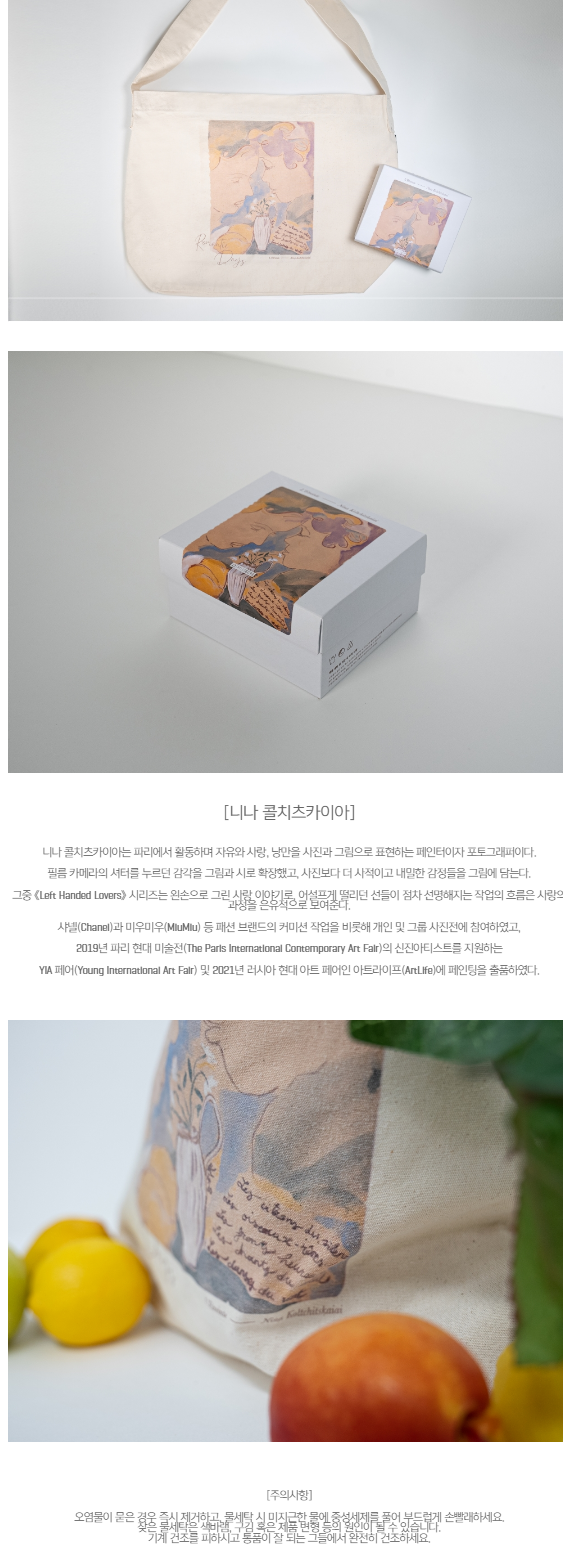 Days
[니나 콜치츠카이아]
니나 콜치츠카이아는 파리에서 활동하며 자유와 사랑, 낭만을 사진과 그림으로 표현하는 페인터이자 포토그래퍼이다.
필름 카메라의 셔터를 누르던 감각을 그림과 시로 확장했고, 사진보다 더 사적이고 내밀한 감정들을 그림에 담는다.
그중 《Left Handed Lovers》 시리즈는 왼손으로 그린 사랑 이야기로, 어설프게 떨리던 선들이 점차 선명해지는 작업의 흐름은 사랑의
과정을 은유적으로 보여준다.
샤넬(Chanel)과 미우미우(MiuMiu) 등 패션 브랜드의 커미션 작업을 비롯해 개인 및 그룹 사진전에 참여하였고,
2019년 파리 현대 미술전(The Paris International Contemporary Art Fair)의 신진아티스트를 지원하는
YIA 페어(Young International Art Fair) 및 2021년 러시아 현대 아트 페어인 아트라이프(ArtLife)에 페인팅을 출품하였다.
Les
du
Nina Koltchitskaia
[주의사항]
오염물이 묻은 경우 즉시 제거하고, 물세탁 시 미지근한 물에 중성세제를 풀어 부드럽게 손빨래하세요.
잦은 물세탁은 색바램, 구김 혹은 제품 변형 등의 원인이 될 수 있습니다.
기계 건조를 피하시고 통풍이 잘 되는 그늘에서 완전히 건조하세요.